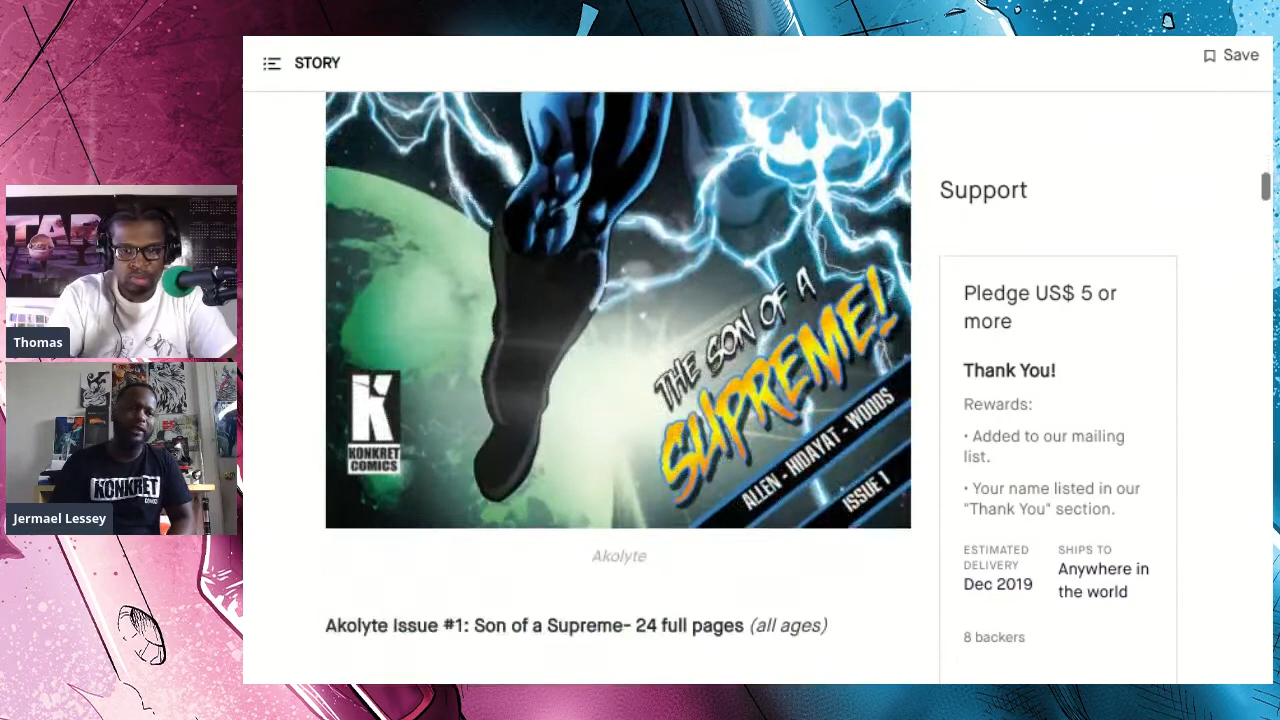 STORY
Save
THE SON OF A
SUPREME!
K
KONKRET
COMICS
ALLEN - HIDAYAT - WOODS
ISSUE 1
Akolyte
Akolyte Issue #1: Son of a Supreme- 24 full pages (all ages)
Support
Pledge US$ 5 or
more
Thank You!
Rewards:
• Added to our mailing
list.
• Your name listed in our
"Thank You" section.
ESTIMATED
DELIVERY
Dec 2019
SHIPS TO
Anywhere in
the world
8 backers
Thomas
KONKRET
Jermael Lessey